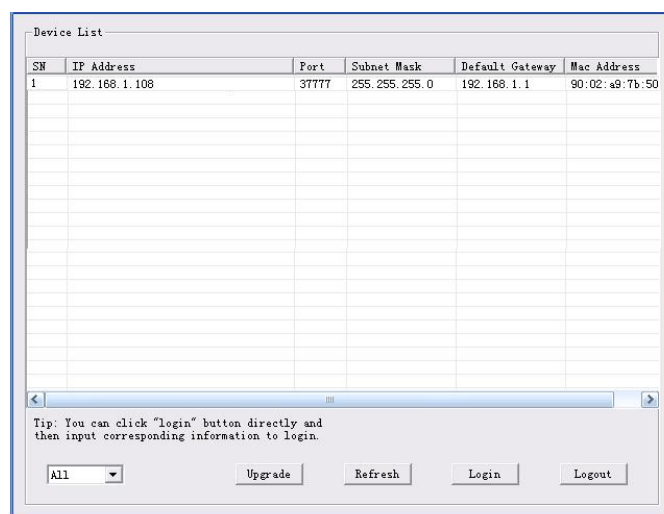 Device List
SN IP Address Port Subnet Mask Default Gateway Mac Address
1 192.168.1.108 37777 255.255.255.0 192.168.1.1 90:02:a9:7b:50
Tip: You can click "login" button directly and
then input corresponding information to login.
All Upgrade Refresh Login Logout